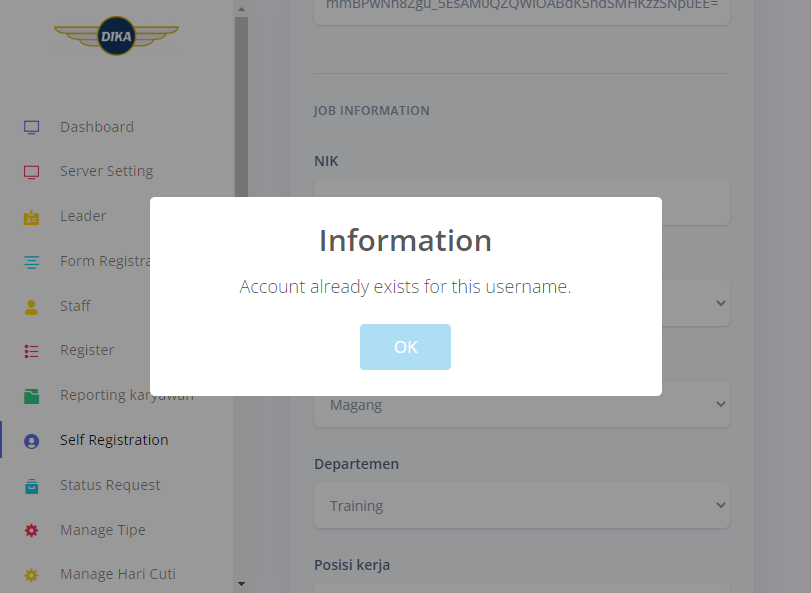 DIKA
Dashboard
Server Setting
Leader
Form Registra
Staff
Register
Reporting karyawan
Self Registration
Status Request
Manage Tipe
Manage Hari Cuti
JOB INFORMATION
NIK
Information
Account already exists for this username.
OK
Magang
Departemen
Training
Posisi kerja